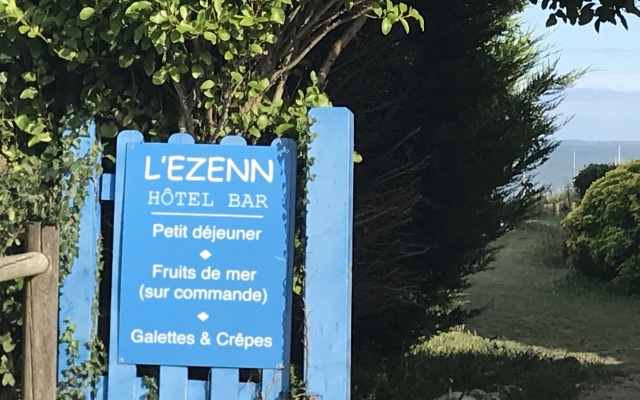 L'EZENN
HÔTEL BAR
Petit déjeuner
Fruits de mer
(sur commande)
Galettes & Crêpes